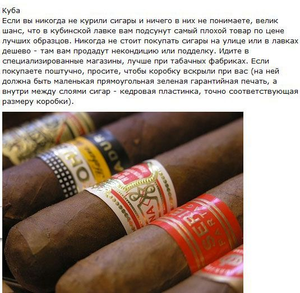 Куба
Если вы никогда не курили сигары и ничего в них не понимаете, велик
шанс, что в кубинской лавке вам подсунут самый плохой товар по цене
лучших образцов. Никогда не стоит покупать сигары на улице или в лавках
дешево - там вам продадут некондицию или подделку. Идите в
специализированные магазины, лучше при табачных фабриках. Если
покупаете поштучно, просите, чтобы коробку вскрыли при вас (на ней
должна быть маленькая прямоугольная зеленая гарантийная печать, а
внутри между слоями сигар - кедровая пластинка, точно соответствующая
размеру коробки).
SERIE